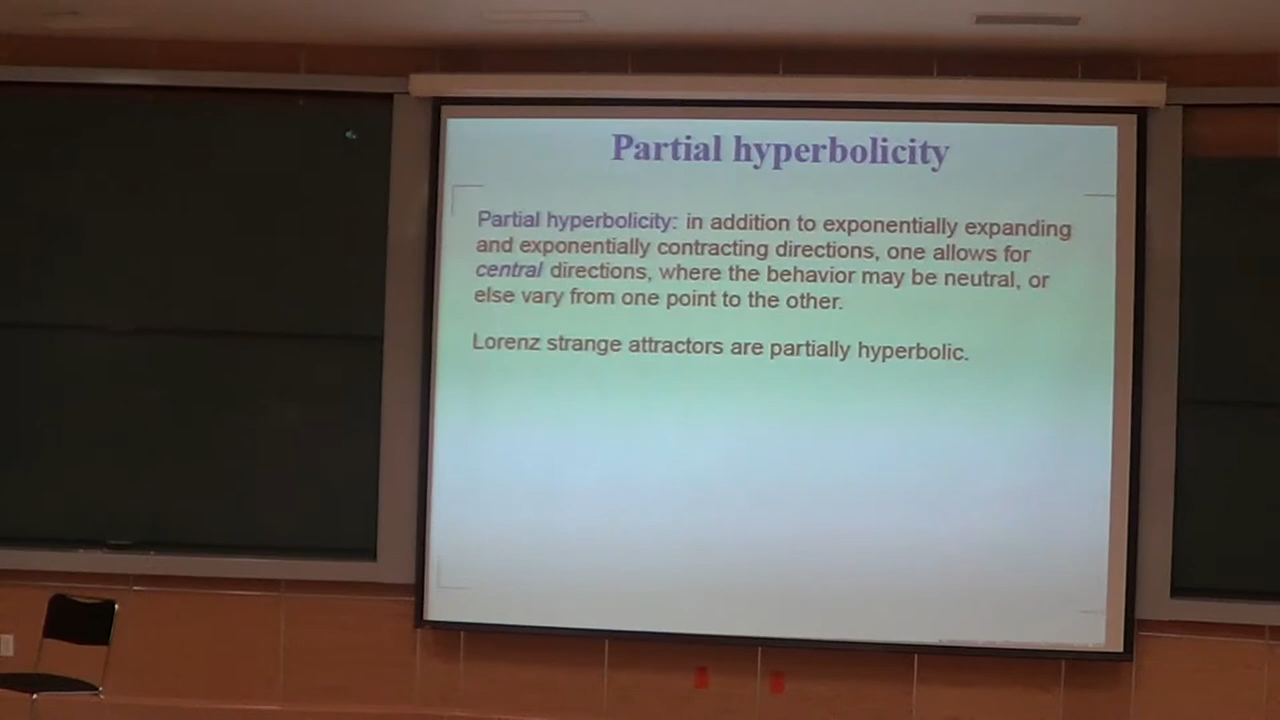 Partial hyperbolicity
Partial hyperbolicity: in addition to exponentially expanding
and exponentially contracting directions, one allows for
central directions, where the behavior may be neutral, or
else vary from one point to the other.
Lorenz strange attractors are partially hyperbolic.